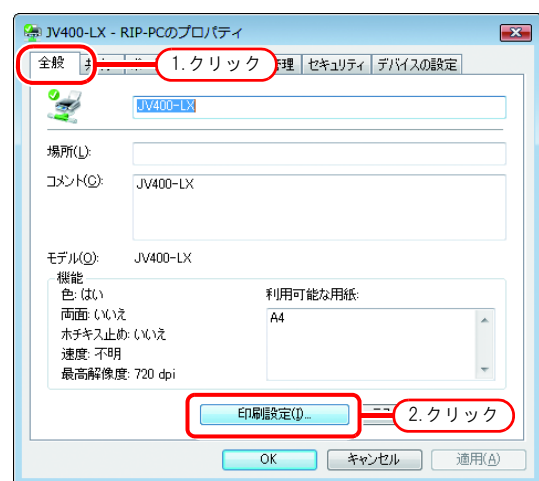 JV400-LX - RIP-PCのプロパティ
全般 1.クリック 管理 セキュリティ デバイスの設定
JV400-LX
場所(L):
コメント(C): JV400-LX
モデル(O): JV400-LX
機能
色: はい 利用可能な用紙:
両面: いいえ A4
ホチキス止め: いいえ
速度: 不明
最高解像度: 720 dpi
印刷設定(I)... 2.クリック
OK キャンセル 適用(A)